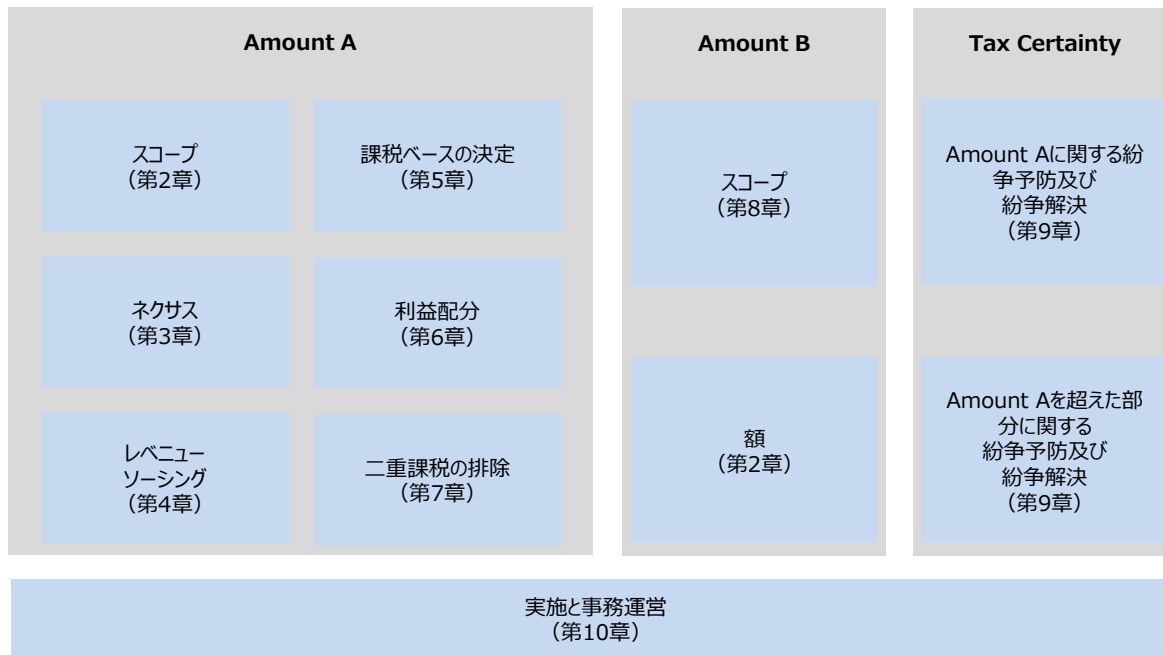 Amount A
スコープ
（第2章）
課税ベースの決定
（第5章）
ネクサス
（第3章）
利益配分
（第6章）
レベニュー
ソーシング
（第4章）
二重課税の排除
（第7章）
Amount B
スコープ
（第8章）
額
（第2章）
Tax Certainty
Amount Aに関する紛
争予防及び
紛争解決
（第9章）
Amount Aを超えた部
分に関する
紛争予防及び
紛争解決
（第9章）
実施と事務運営
（第10章）